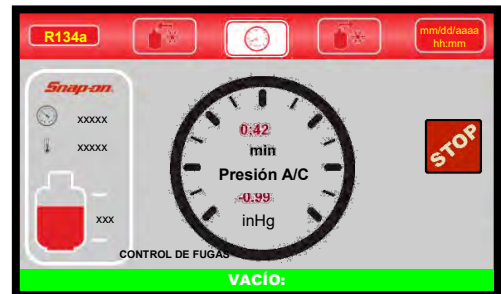 R134a
mm/dd/aaaa
hh:mm
Snap-on
xxxxx
xxxxx
xxx
0:42
min
Presión A/C
-0.99
inHg
CONTROL DE FUGAS
STOP
VACÍO: